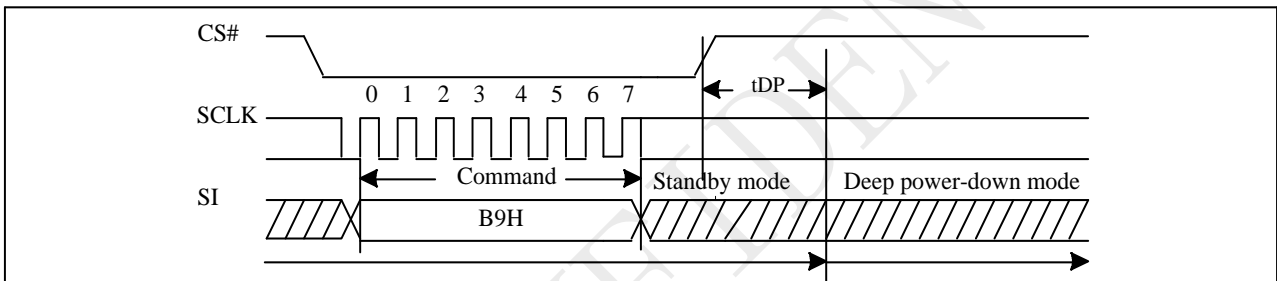 CS#
tDP
0 1 2 3 4 5 6 7
SCLK
Command
Standby mode
Deep power-down mode
SI
B9H